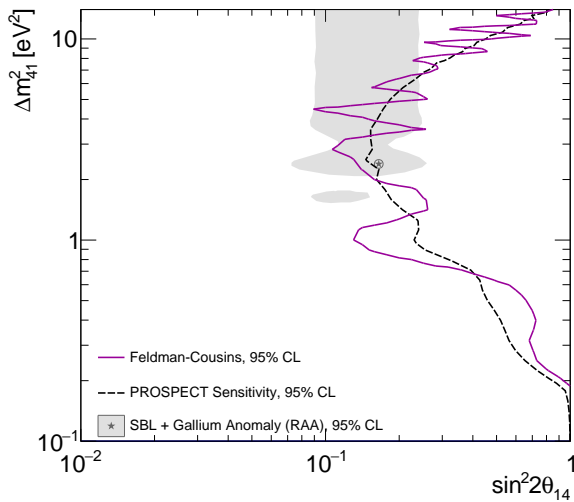 Δm²₄₁ [eV²]
10
1
10⁻¹
Feldman-Cousins, 95% CL
PROSPECT Sensitivity, 95% CL
SBL + Gallium Anomaly (RAA), 95% CL
10⁻² 10⁻¹ 1
sin²2θ₁₄